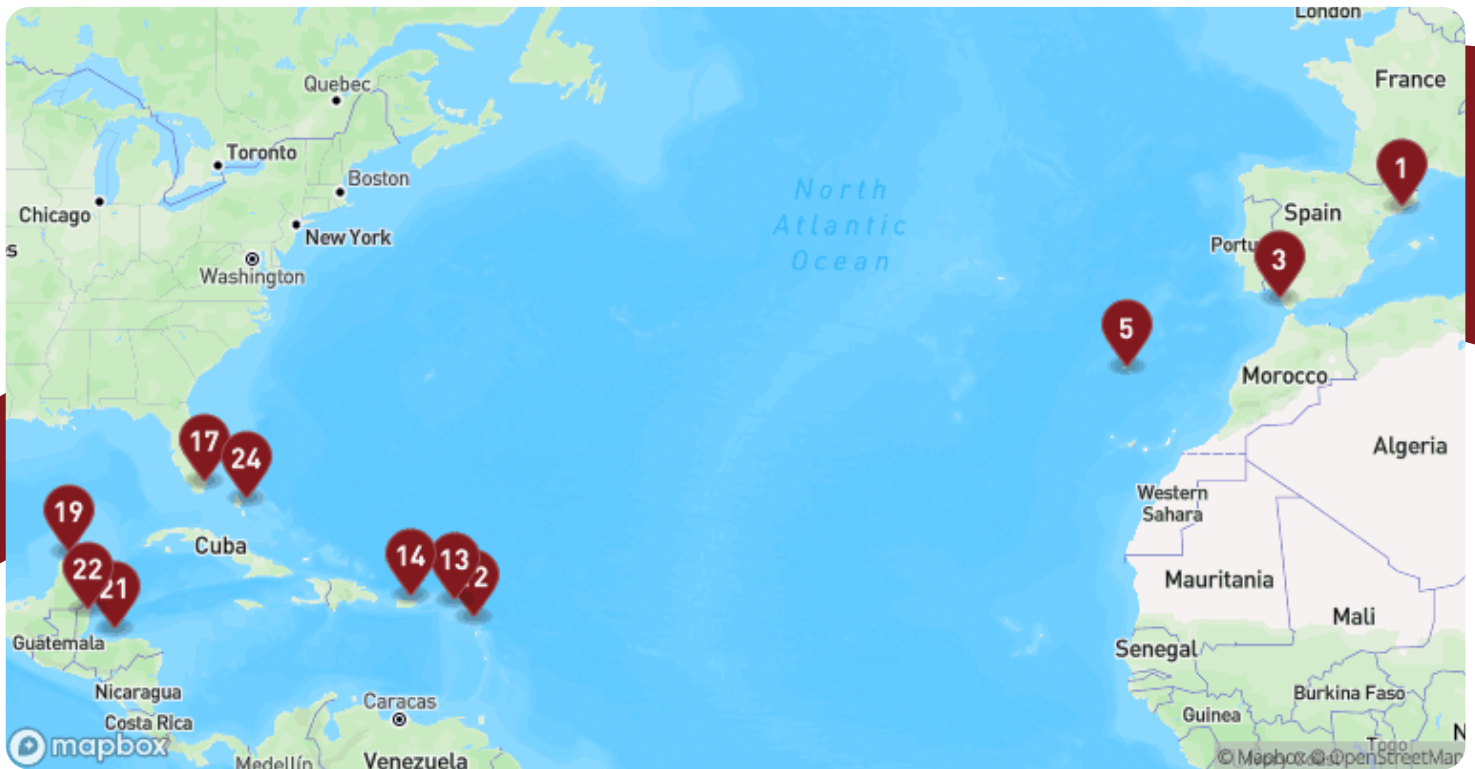 London
France
Quebec
Toronto
Boston
1
North
Atlantic
Ocean
Chicago
Spain
New York
s
Portu
3
Washington
5
Morocco
17
24
Algeria
Western
Sahara
19
Cuba
14
13
2
22
21
Mauritania
Mali
Guatemala
Senegal
Nicaragua
Burkina Faso
Caracas
Guinea
Costa Rica
N
mapbox
Togo
Medellín
Venezuela
© Mapbox © OpenStreetMap